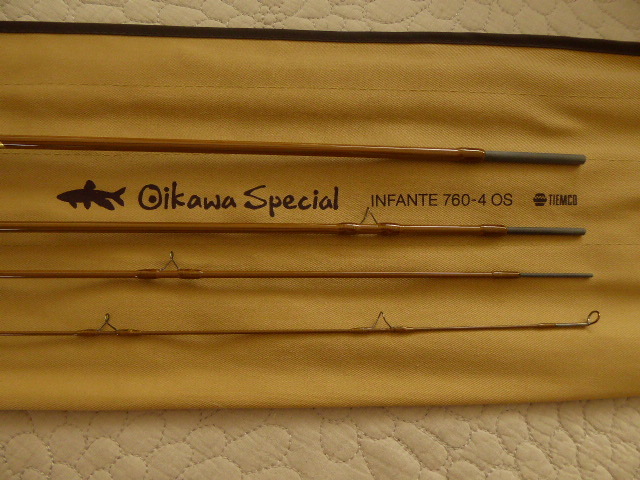 Oikawa Special INFANTE 760-4 OS TIEMCO